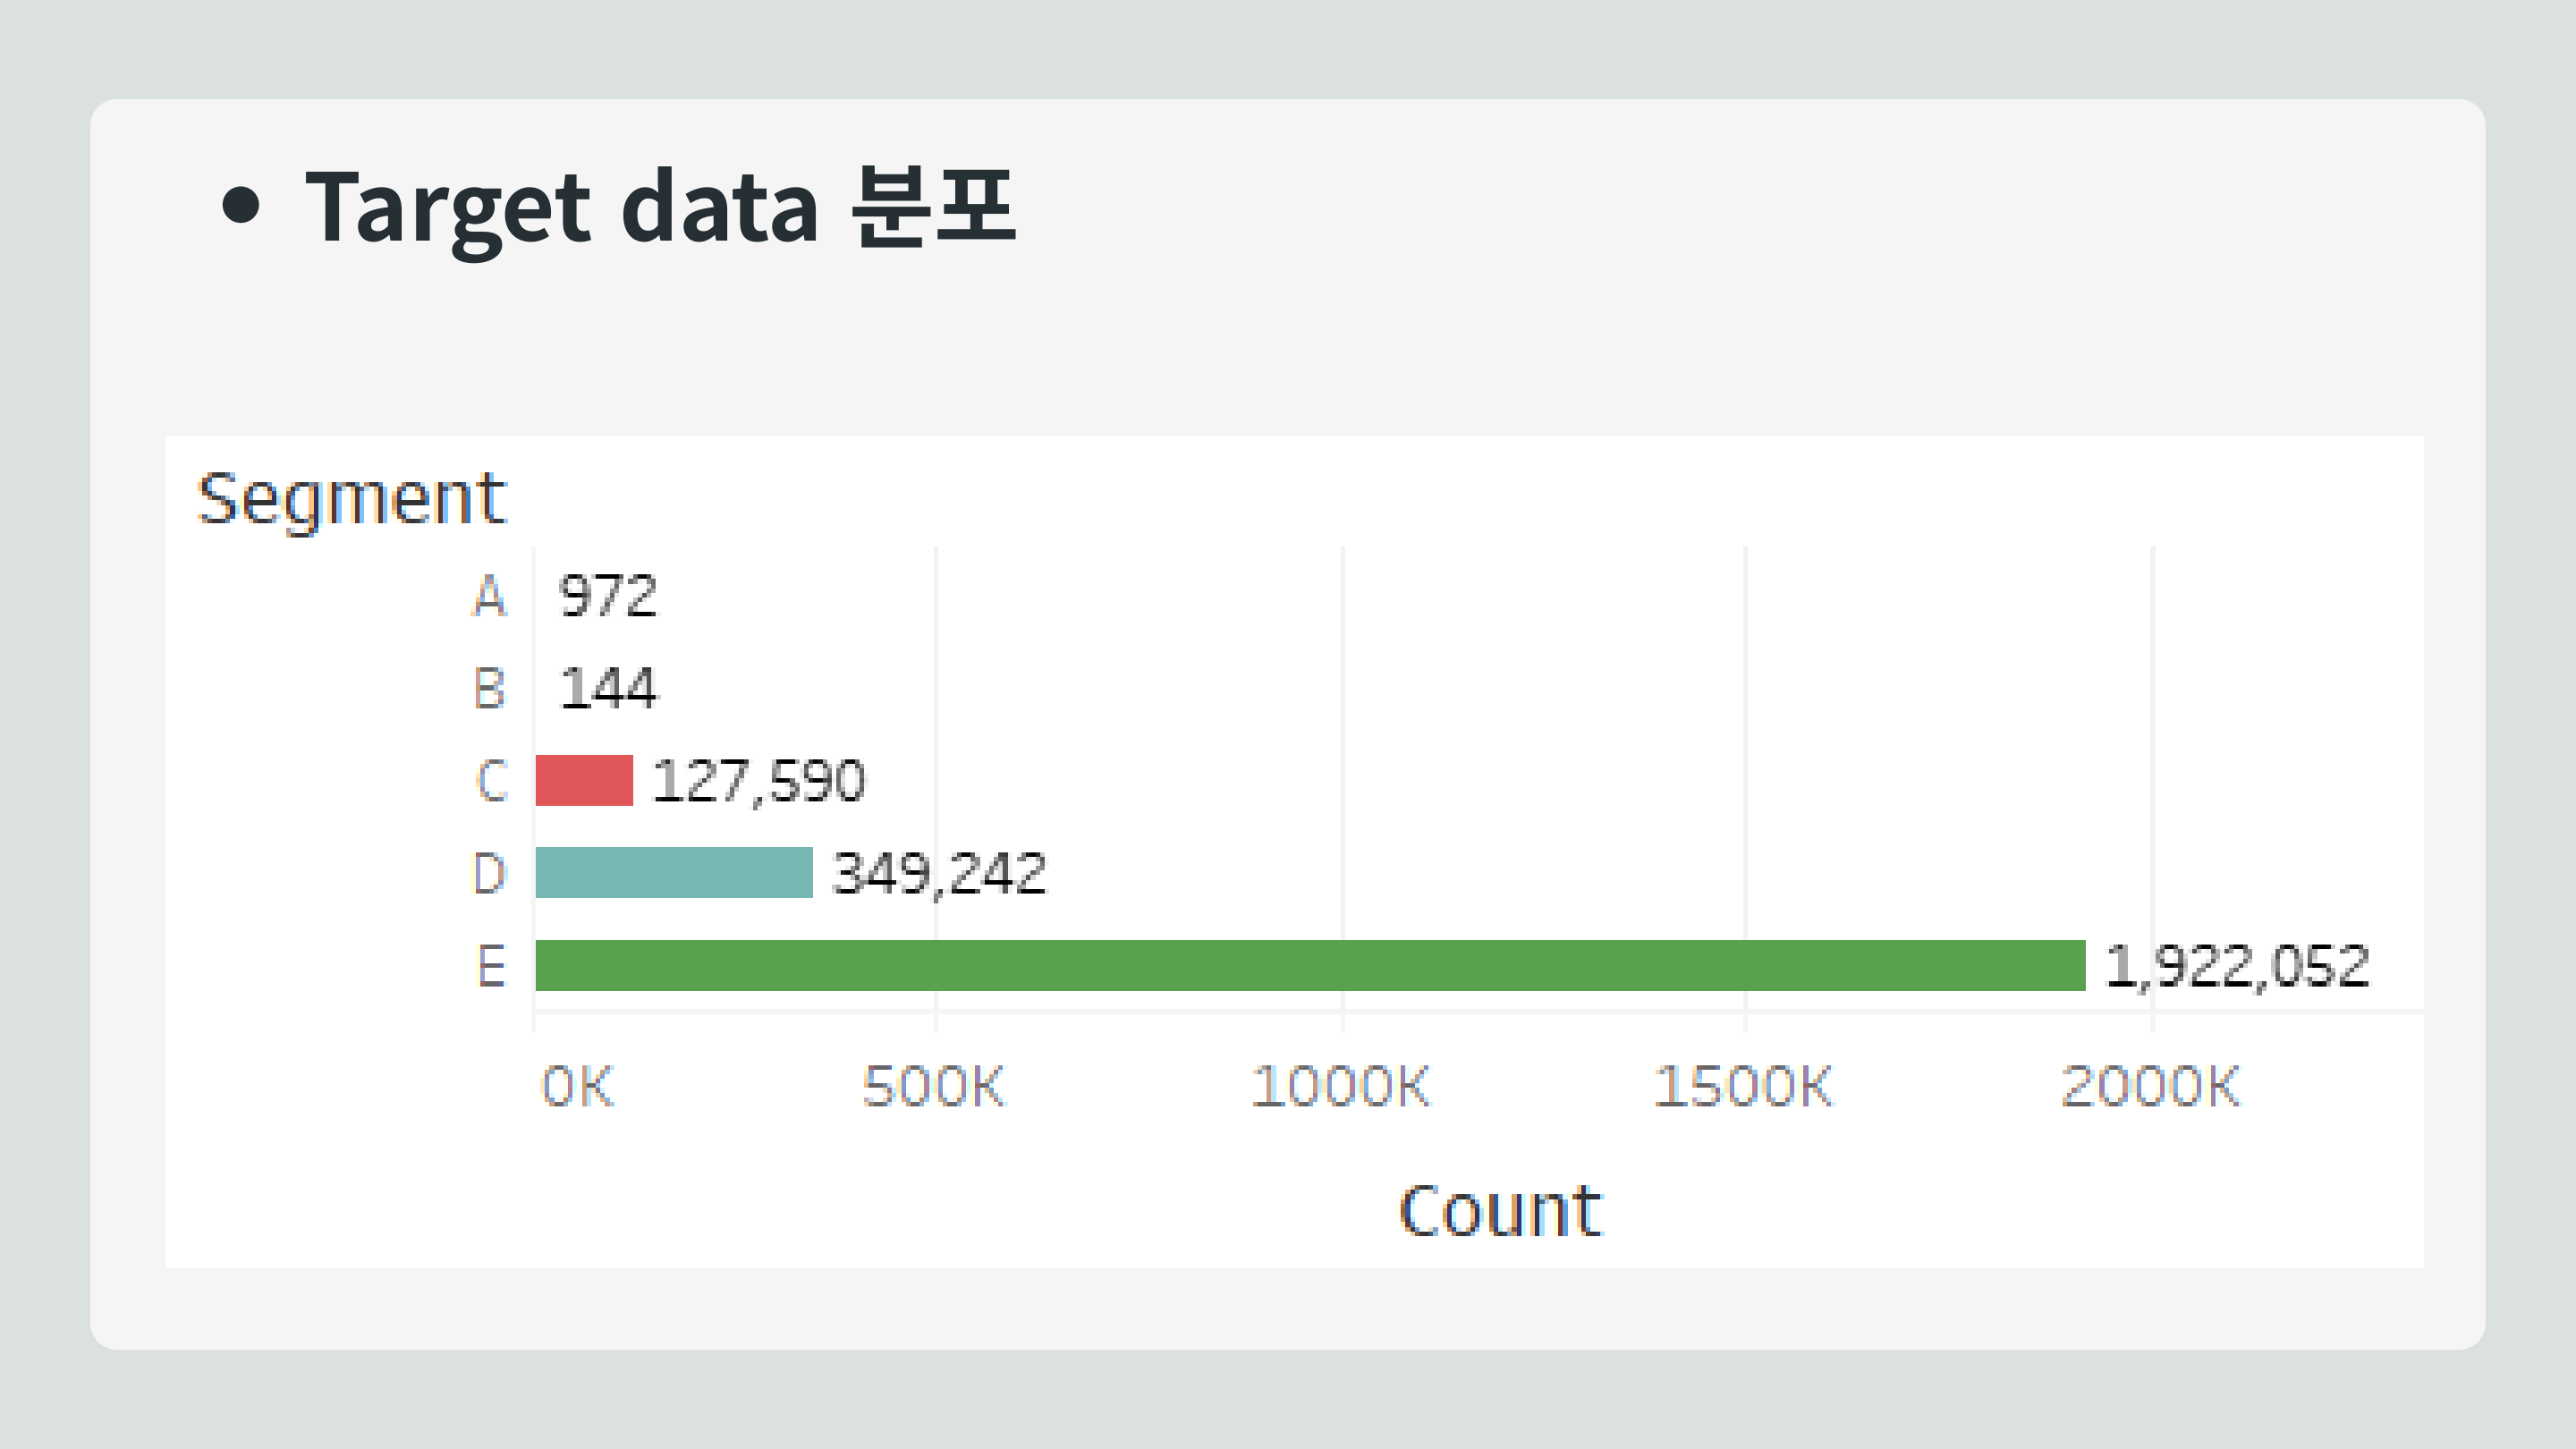 • Target data 분포
Segment
A 972
B 144
C 127,590
D 349,242
E 1,922,052
0K 500K 1000K 1500K 2000K
Count